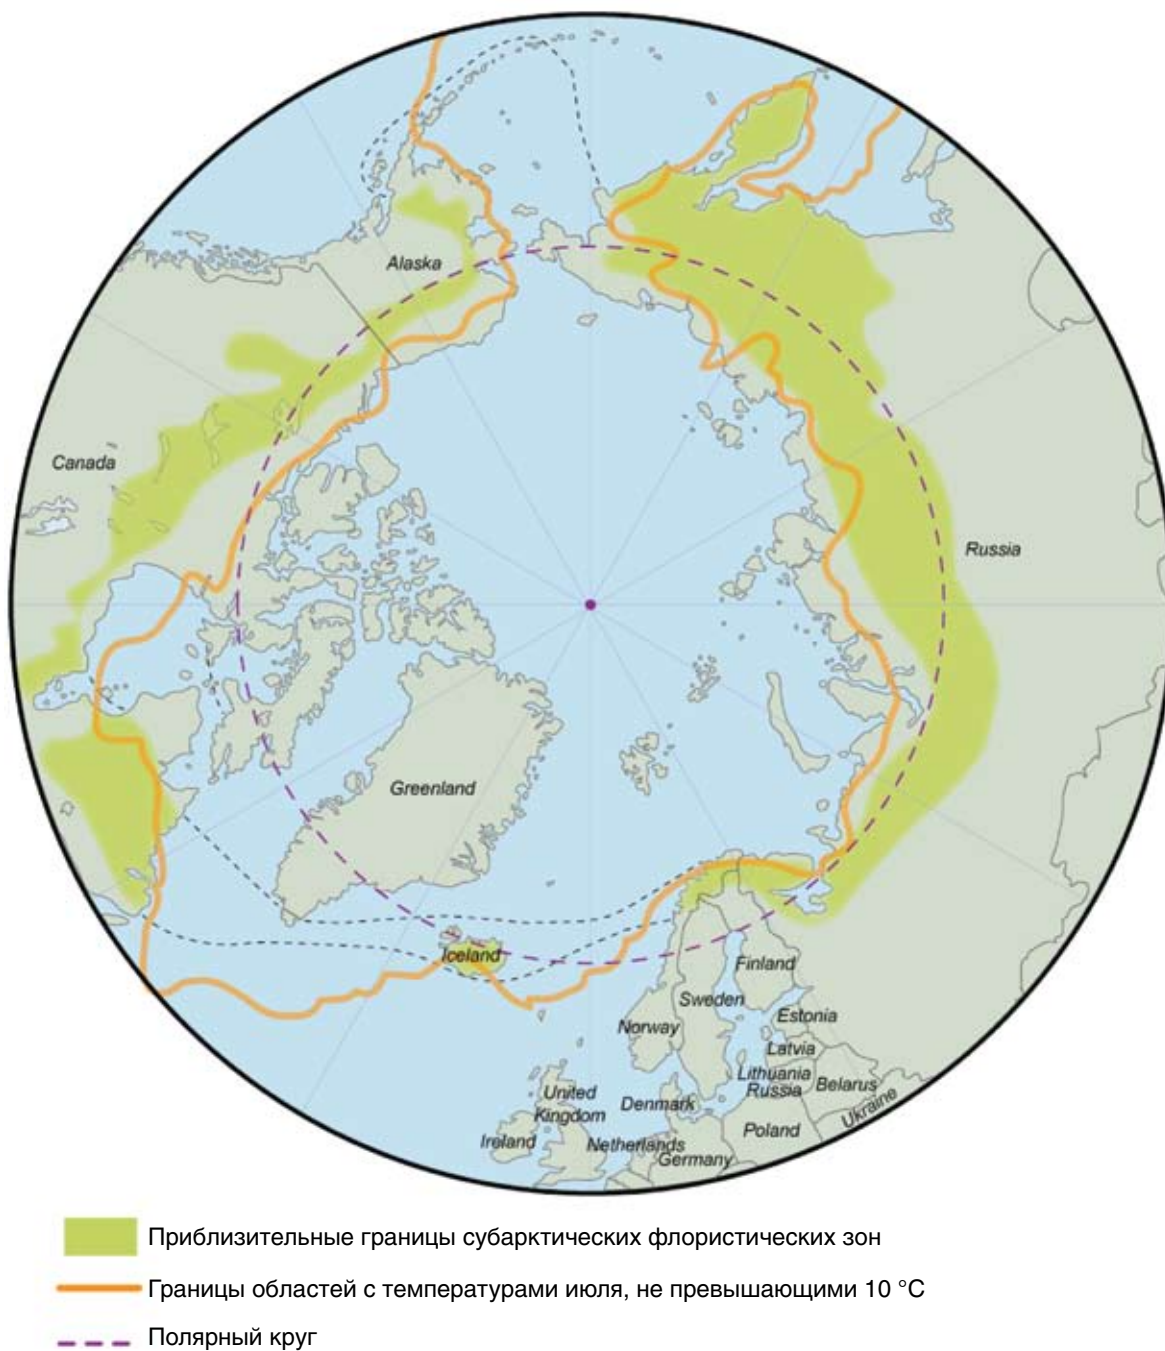 Alaska
Canada
Russia
Greenland
Iceland
Finland
Sweden
Norway
Estonia
Latvia
Lithuania
Russia
Belarus
Ukraine
United
Kingdom
Denmark
Poland
Ireland
Netherlands
Germany
Приблизительные границы субарктических флористических зон
Границы областей с температурами июля, не превышающими 10 °C
Полярный круг